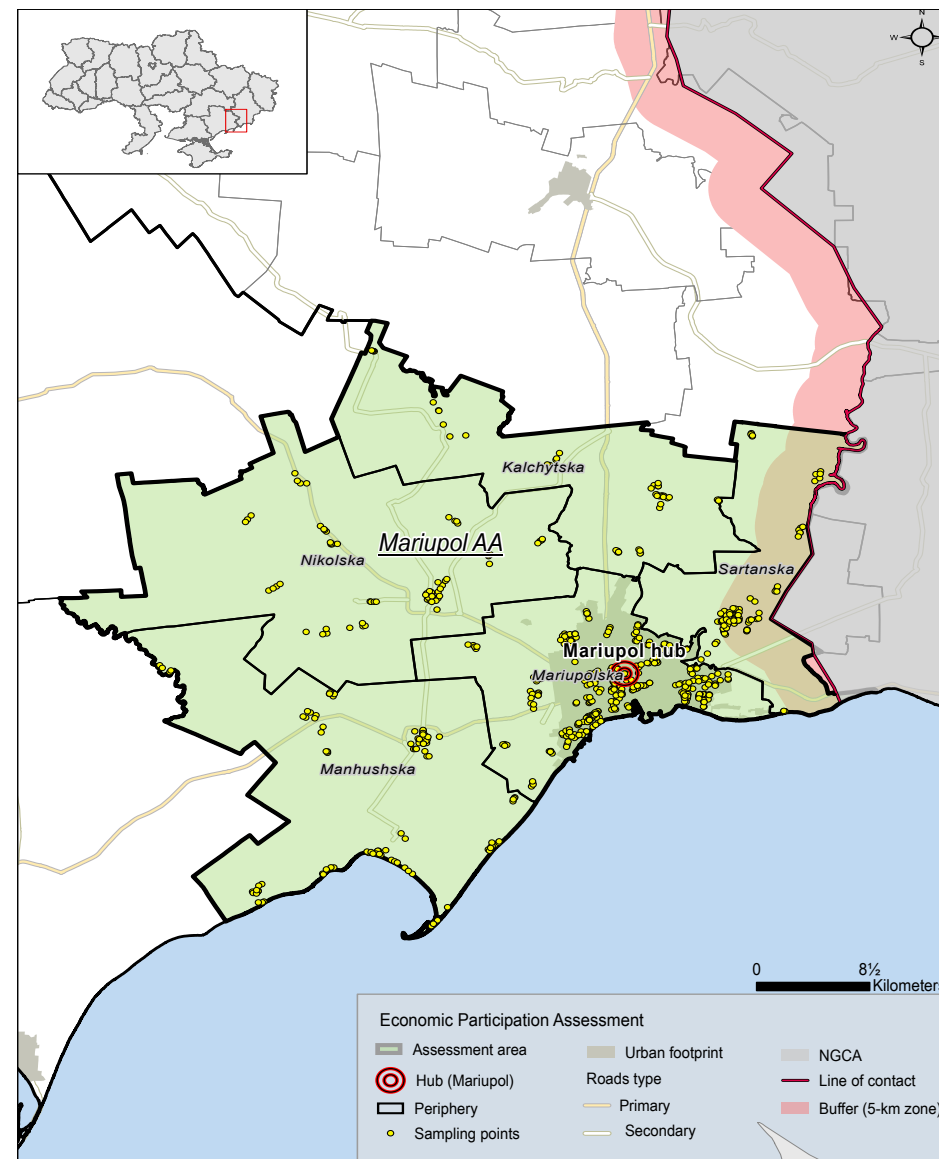 N
W
S
Kalchytska
Mariupol AA
Nikolska
Sartanska
Mariupol hub
Mariupolska
Manhushska
0 8½
Kilometers
Economic Participation Assessment
Assessment area
Hub (Mariupol)
Periphery
Sampling points
Urban footprint
Roads type
Primary
Secondary
NGCA
Line of contact
Buffer (5-km zone)